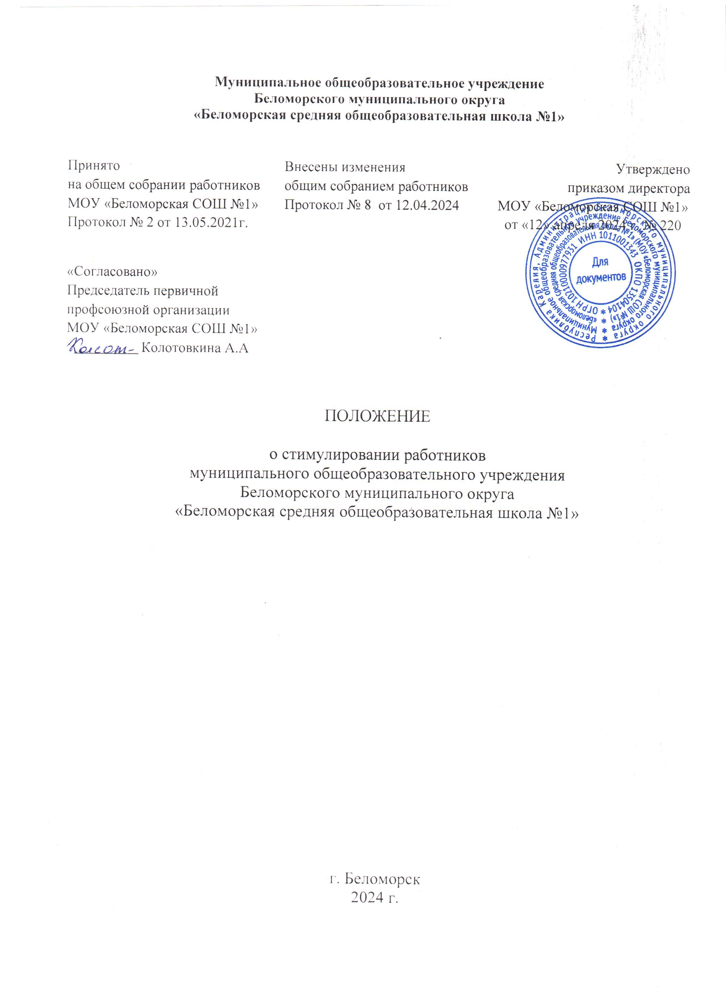 Муниципальное общеобразовательное учреждение
Беломорского муниципального округа
«Беломорская средняя общеобразовательная школа №1»
Принято
на общем собрании работников
МОУ «Беломорская СОШ №1»
Протокол № 2 от 13.05.2021г.
Внесены изменения
общим собранием работников
Протокол № 8 от 12.04.2024
Утверждено
приказом директора
МОУ «Беломорская СОШ №1»
от «12» апреля 2024 г. № 220
«Согласовано»
Председатель первичной
профсоюзной организации
МОУ «Беломорская СОШ №1»
Колотовкина А.А
Республика Карелия, Администрация Беломорского муниципального округа *
Муниципальное общеобразовательное учреждение Беломорского муниципального округа *
«Беломорская средняя общеобразовательная школа №1» (МОУ «Беломорская СОШ №1») *
ОГРН 1021000977931 ИНН 1011001343 ОКПО 13504104 *
Для
документов
ПОЛОЖЕНИЕ
о стимулировании работников
муниципального общеобразовательного учреждения
Беломорского муниципального округа
«Беломорская средняя общеобразовательная школа №1»
г. Беломорск
2024 г.